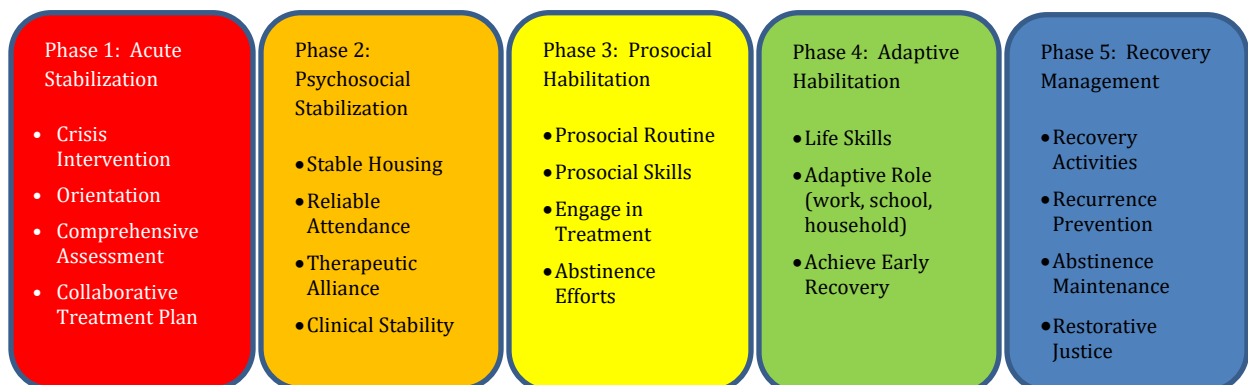 Phase 1:  Acute
Stabilization
• Crisis
Intervention
• Orientation
• Comprehensive
Assessment
• Collaborative
Treatment Plan
Phase 2:
Psychosocial
Stabilization
• Stable Housing
• Reliable
Attendance
• Therapeutic
Alliance
• Clinical Stability
Phase 3:  Prosocial
Habilitation
• Prosocial Routine
• Prosocial Skills
• Engage in
Treatment
• Abstinence
Efforts
Phase 4:  Adaptive
Habilitation
• Life Skills
• Adaptive Role
(work, school,
household)
• Achieve Early
Recovery
Phase 5:  Recovery
Management
• Recovery
Activities
• Recurrence
Prevention
• Abstinence
Maintenance
• Restorative
Justice